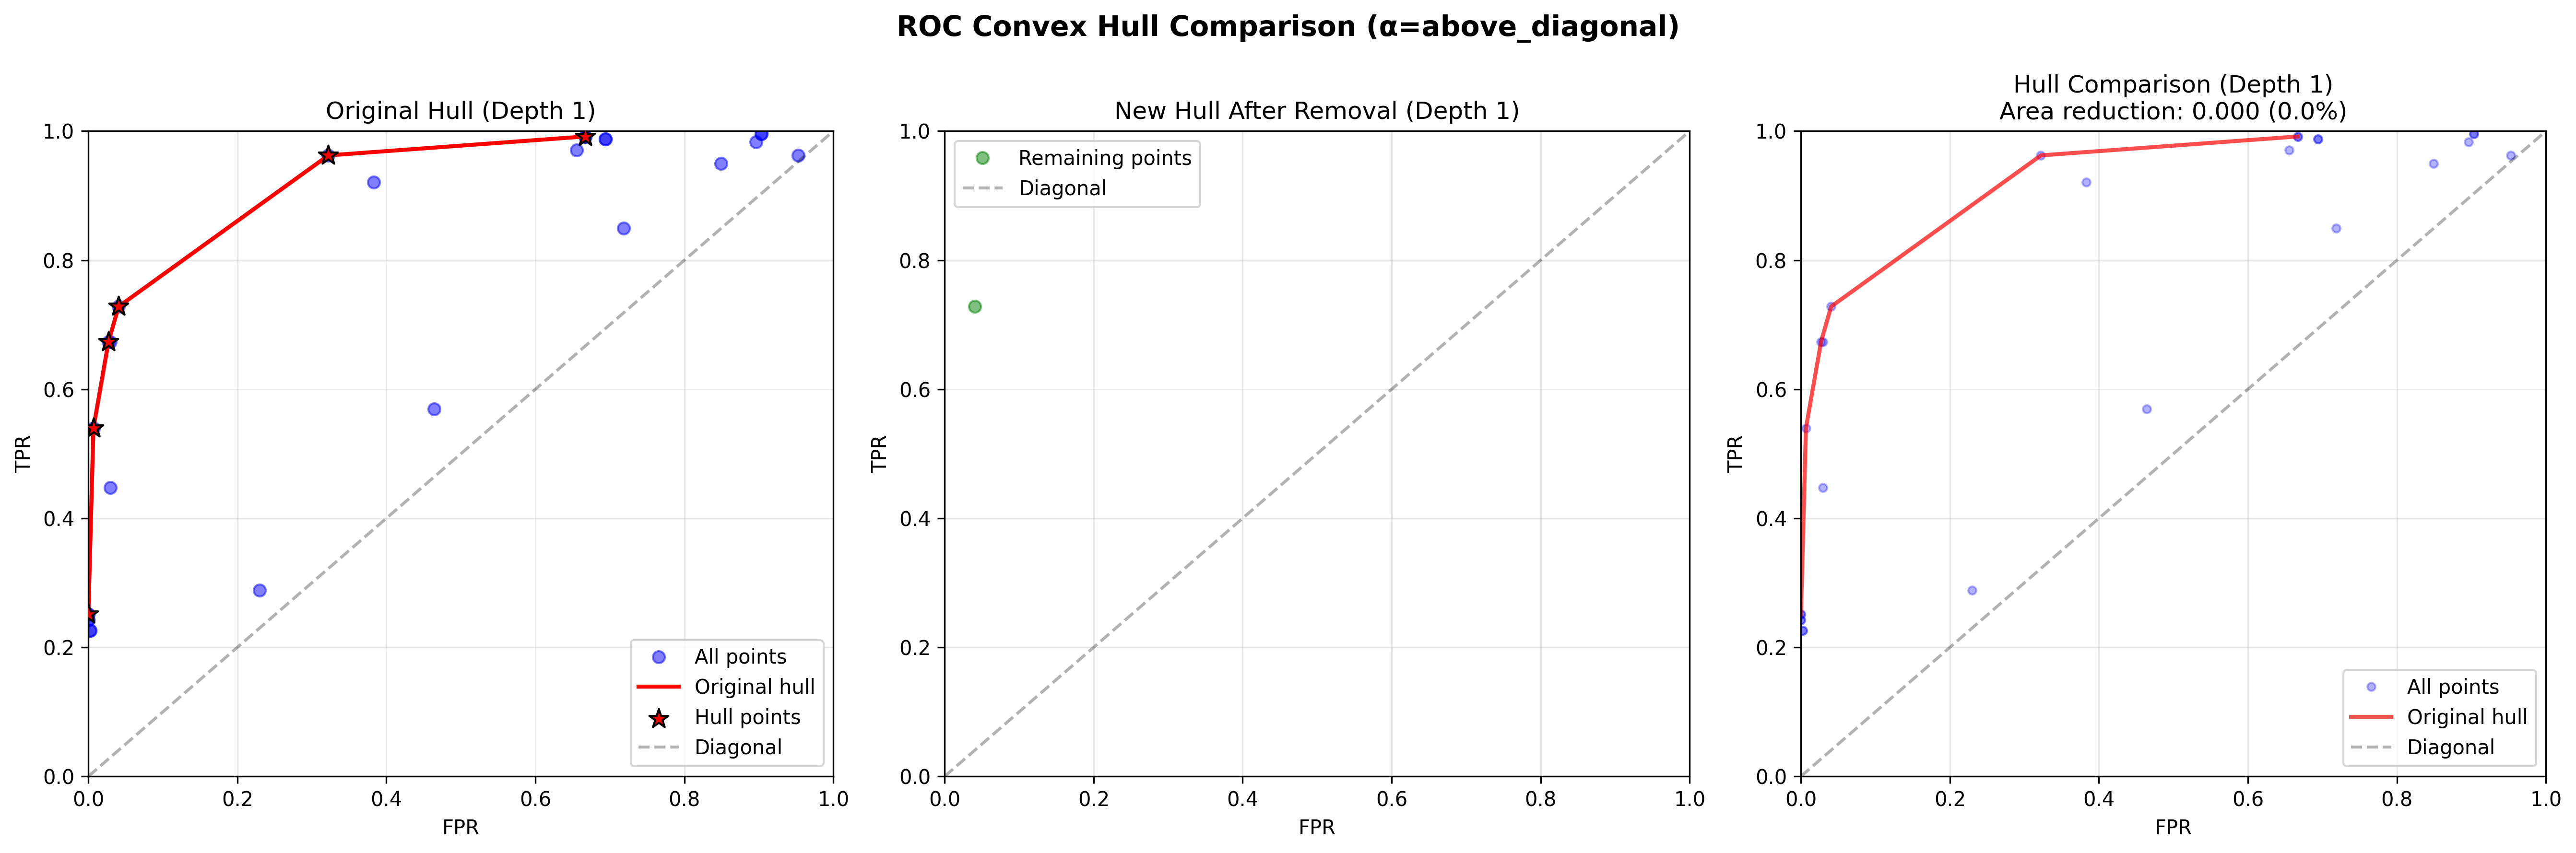 ROC Convex Hull Comparison (α=above_diagonal)
Original Hull (Depth 1)
1.0
0.8
0.6
0.4
0.2
0.0
TPR
0.0 0.2 0.4 0.6 0.8 1.0
FPR
All points
Original hull
Hull points
Diagonal
New Hull After Removal (Depth 1)
1.0
0.8
0.6
0.4
0.2
0.0
TPR
0.0 0.2 0.4 0.6 0.8 1.0
FPR
Remaining points
Diagonal
Hull Comparison (Depth 1)
Area reduction: 0.000 (0.0%)
1.0
0.8
0.6
0.4
0.2
0.0
TPR
0.0 0.2 0.4 0.6 0.8 1.0
FPR
All points
Original hull
Diagonal